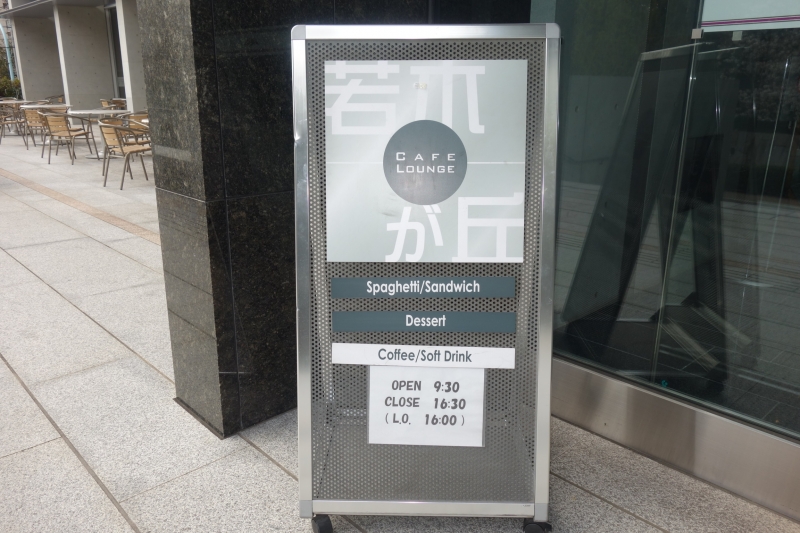 若木
CAFE
LOUNGE
が丘
Spaghetti/Sandwich
Dessert
Coffee/Soft Drink
OPEN 9:30
CLOSE 16:30
(L.O. 16:00)